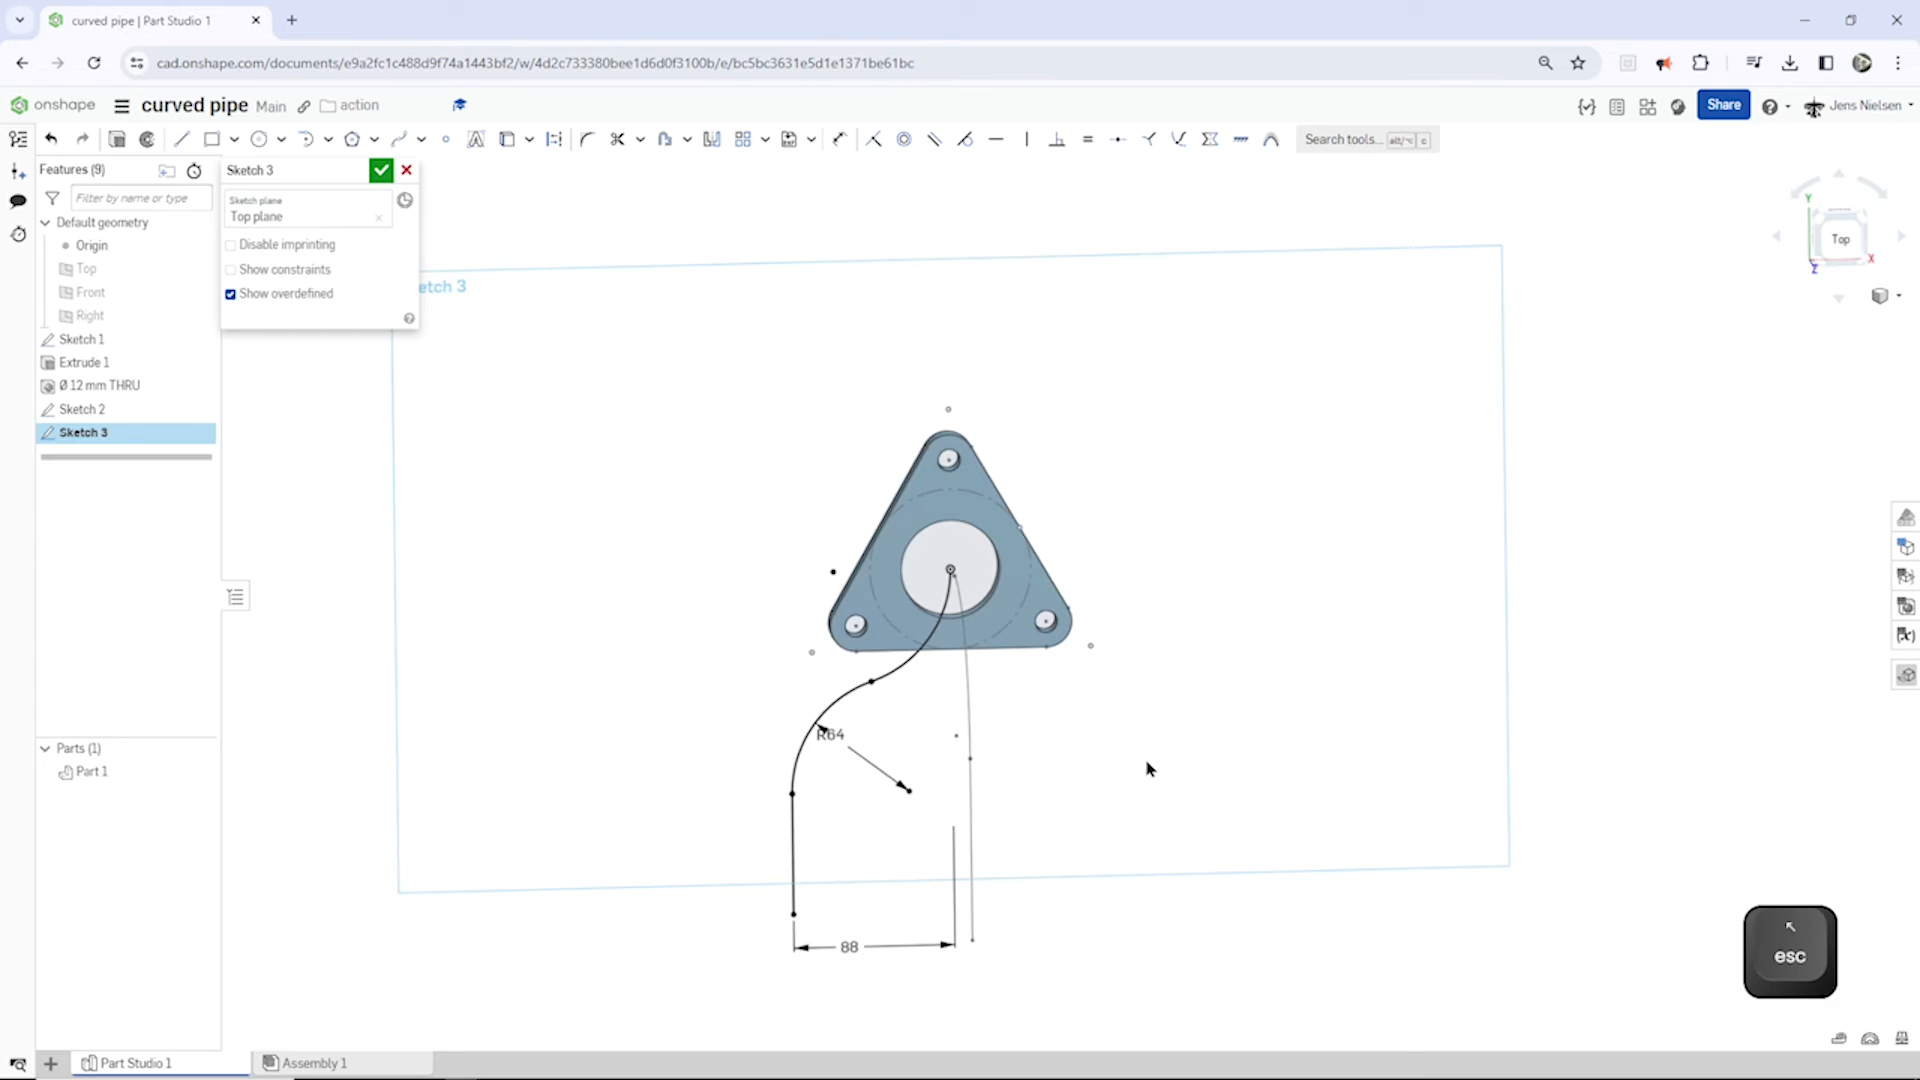 curved pipe | Part Studio 1
cad.onshape.com/documents/e9a2fc1c488d9f74a1443bf2/w/4d2c733380bee1d6d0f3100b/e/bc5bc3631e5d1e1371be61bc
onshape
curved pipe Main action
Share
Jens Nielsen
Search tools... alt/⌥ c
Features (9)
Filter by name or type
Default geometry
Origin
Top
Front
Right
Sketch 1
Extrude 1
Ø 12 mm THRU
Sketch 2
Sketch 3
Sketch 3
Sketch plane
Top plane
Disable imprinting
Show constraints
Show overdefined
etch 3
Y
Top
X
Z
(x)
R64
88
Parts (1)
Part 1
esc
Part Studio 1
Assembly 1